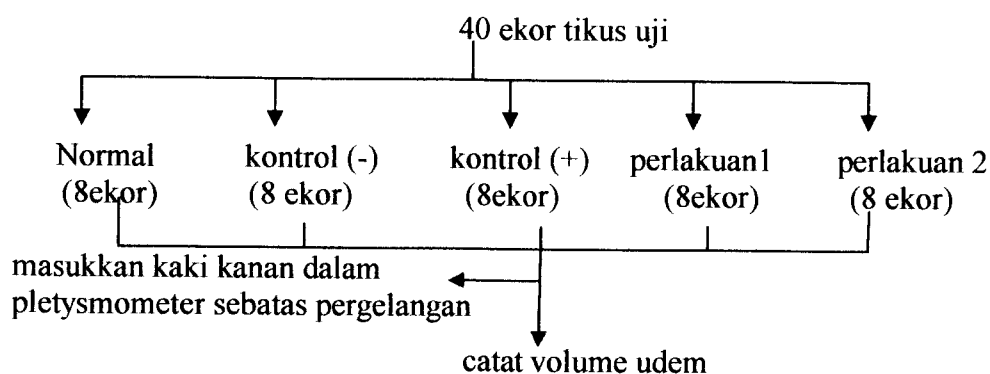 40 ekor tikus uji
Normal
(8ekor)
kontrol (-)
(8 ekor)
kontrol (+)
(8ekor)
perlakuan1
(8ekor)
perlakuan 2
(8 ekor)
masukkan kaki kanan dalam
pletysmometer sebatas pergelangan
catat volume udem